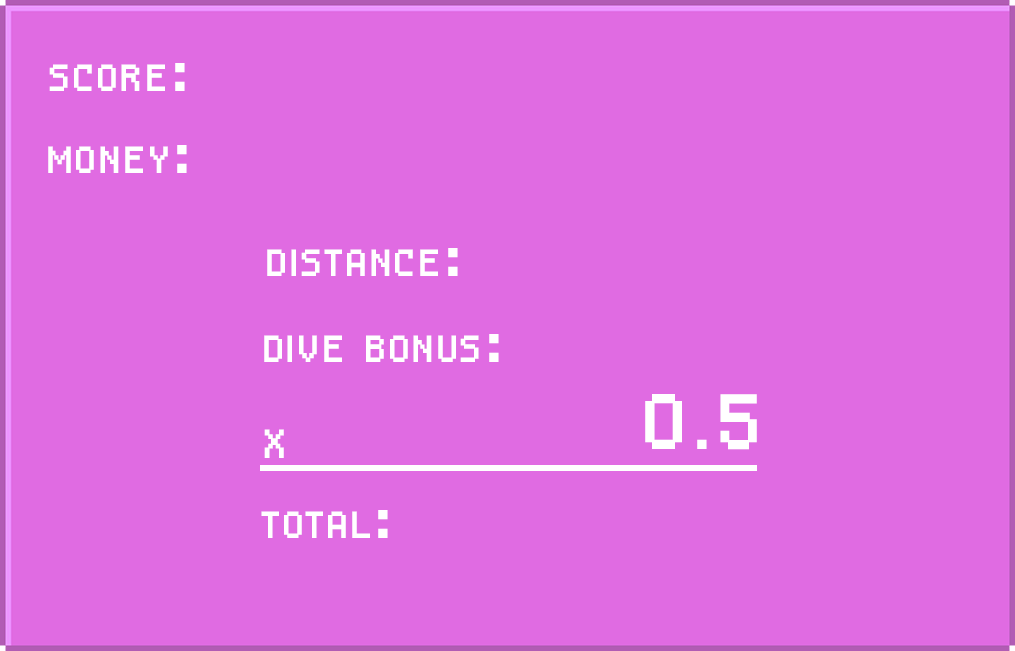 SCORE:
MONEY:
DISTANCE:
DIVE BONUS:
X 0.5
TOTAL: